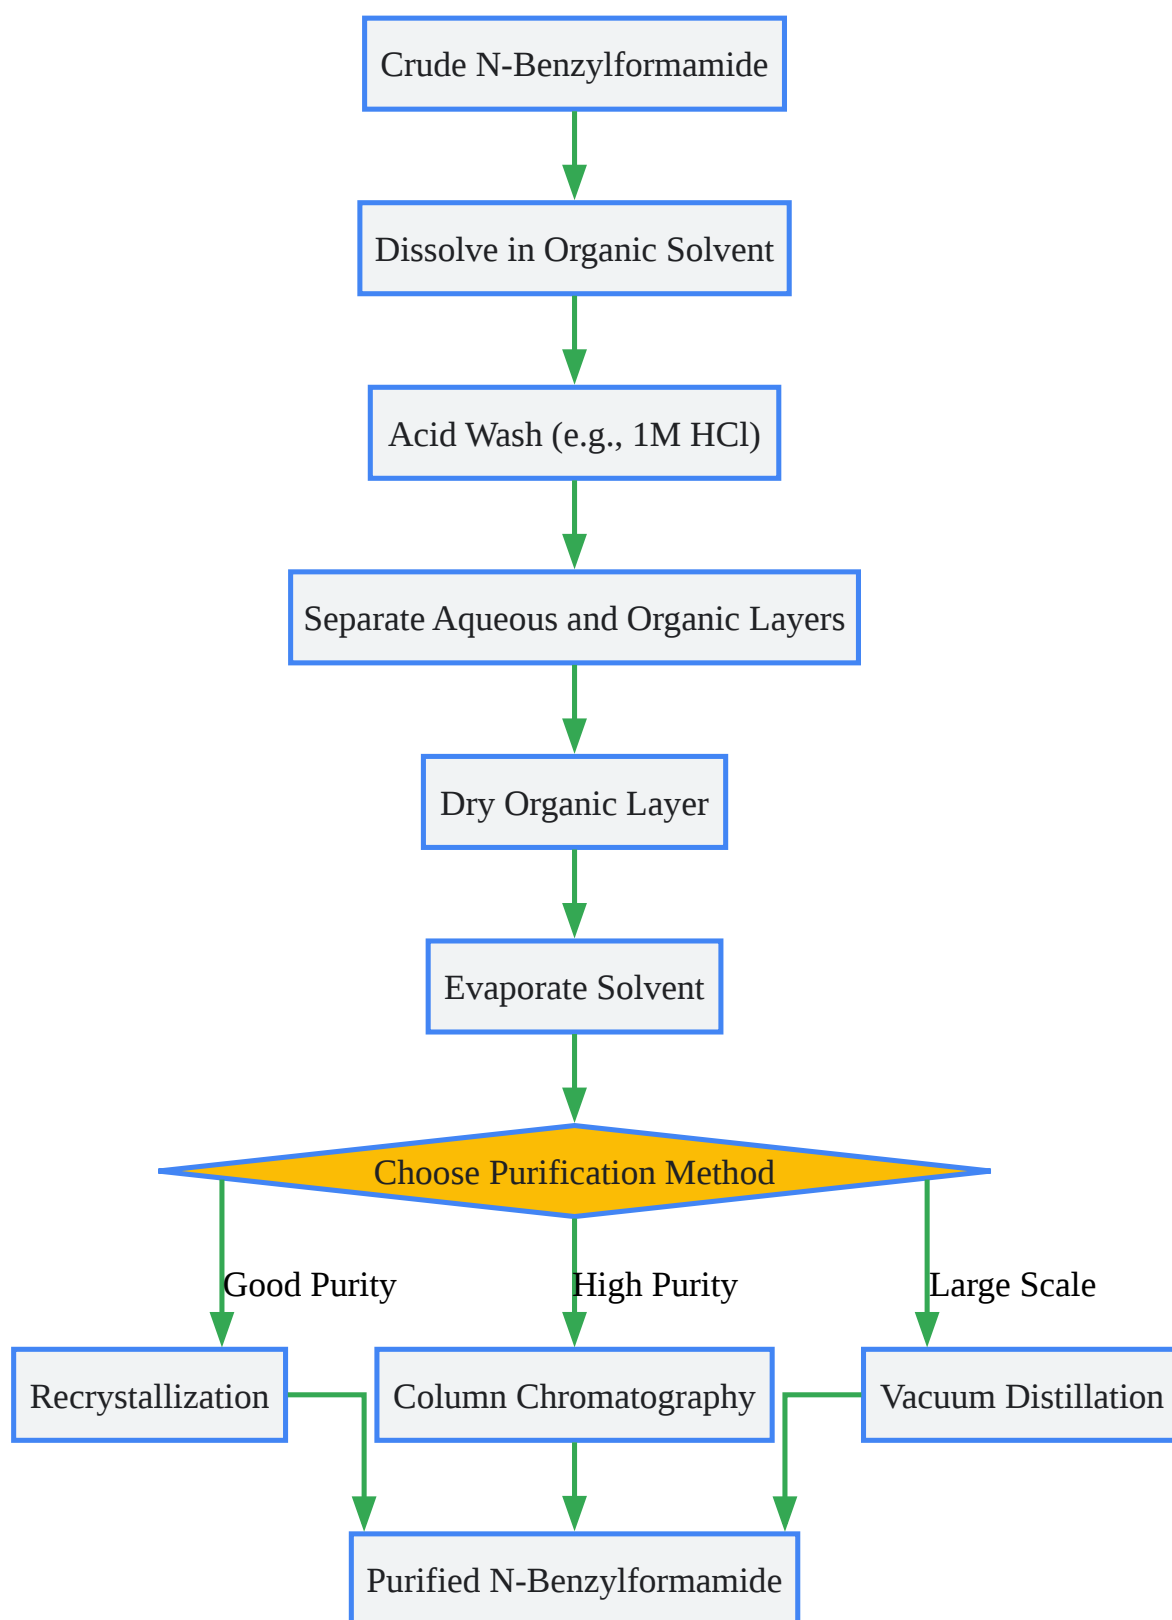 Crude N-Benzylformamide
Dissolve in Organic Solvent
Acid Wash (e.g., 1M HCl)
Separate Aqueous and Organic Layers
Dry Organic Layer
Evaporate Solvent
Choose Purification Method
Good Purity
High Purity
Large Scale
Recrystallization
Column Chromatography
Vacuum Distillation
Purified N-Benzylformamide